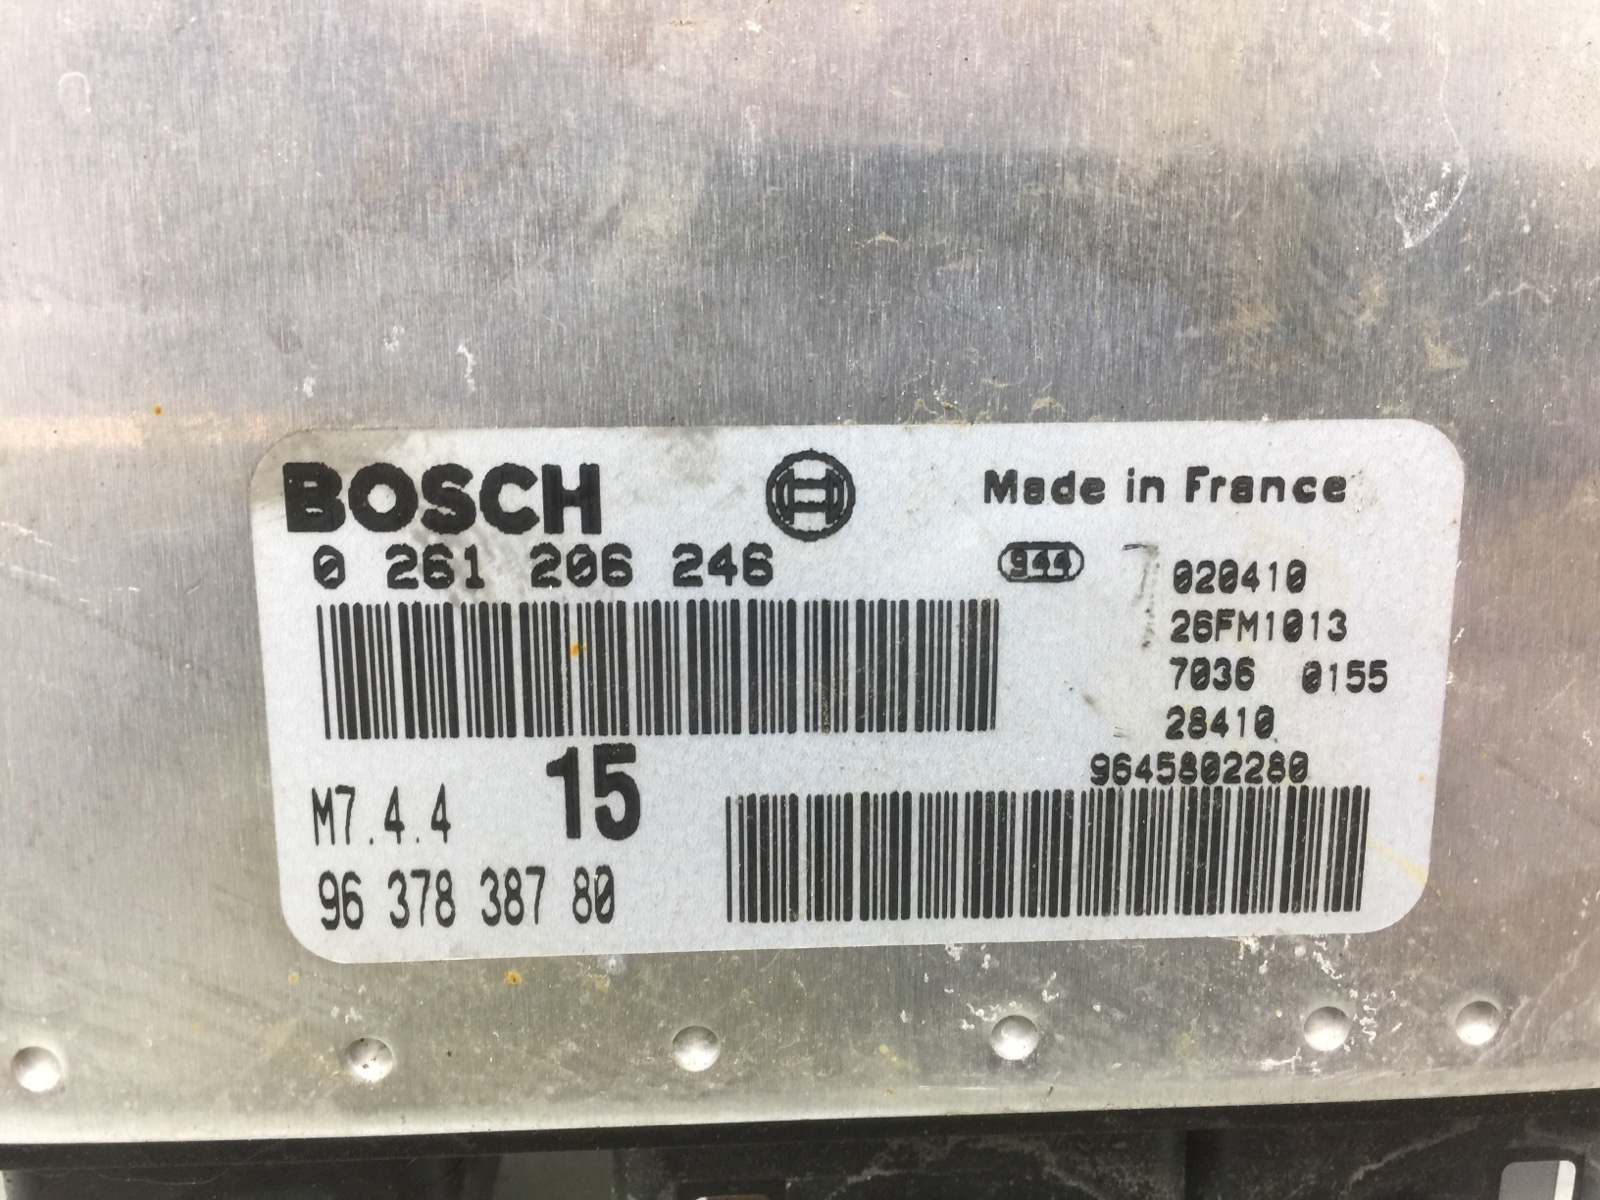 BOSCH
Made in France
0 261 206 246
944
020410
26FM1013
7036 0155
28410
9645802280
M7.4.4
15
96 378 387 80